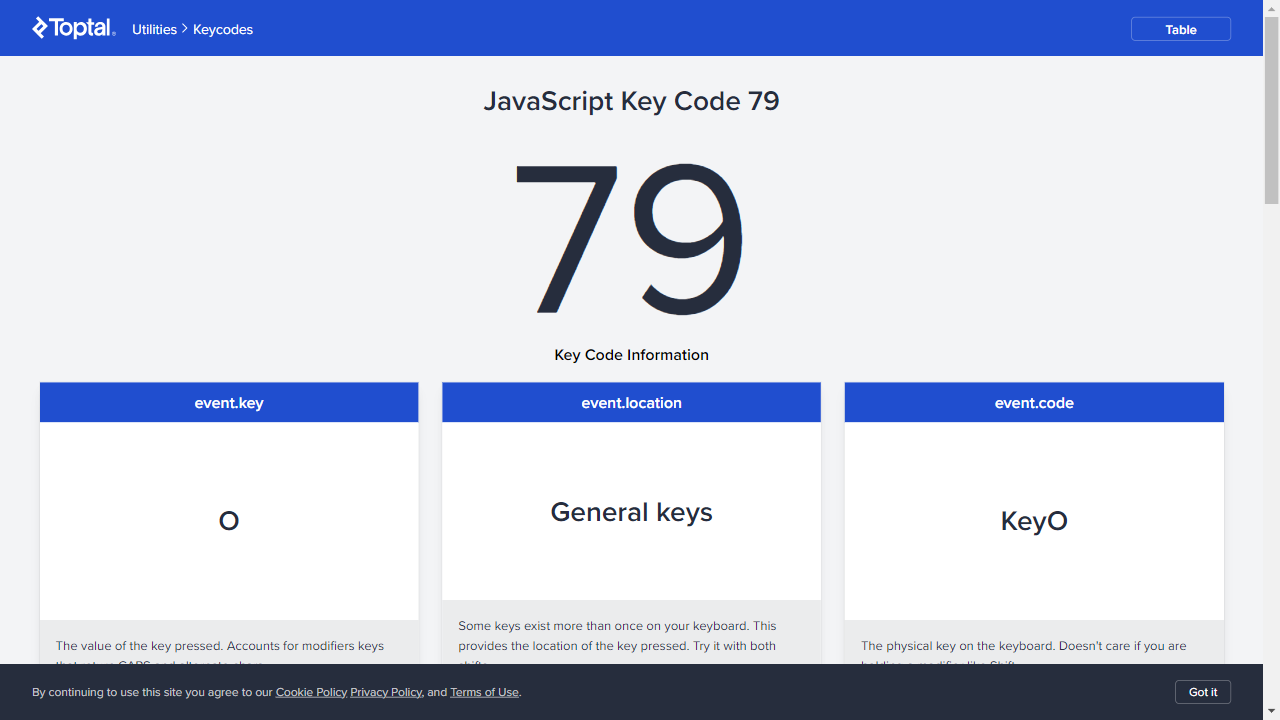 Toptal Utilities > Keycodes Table
JavaScript Key Code 79
79
Key Code Information
event.key
O
The value of the key pressed. Accounts for modifiers keys
event.location
General keys
Some keys exist more than once on your keyboard. This
provides the location of the key pressed. Try it with both
event.code
KeyO
The physical key on the keyboard. Doesn't care if you are
By continuing to use this site you agree to our Cookie Policy Privacy Policy, and Terms of Use. Got it